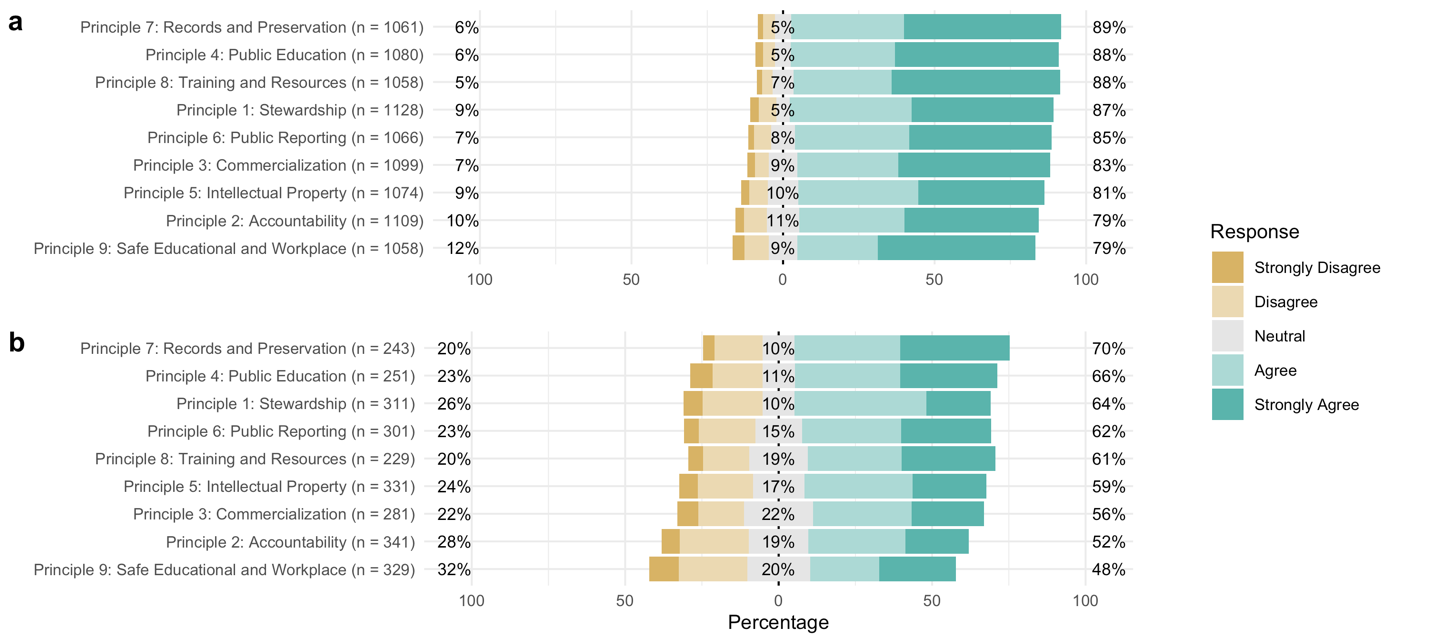 a
Principle 7: Records and Preservation (n = 1061) 6% 5% 89%
Principle 4: Public Education (n = 1080) 6% 5% 88%
Principle 8: Training and Resources (n = 1058) 5% 7% 88%
Principle 1: Stewardship (n = 1128) 9% 5% 87%
Principle 6: Public Reporting (n = 1066) 7% 8% 85%
Principle 3: Commercialization (n = 1099) 7% 9% 83%
Principle 5: Intellectual Property (n = 1074) 9% 10% 81%
Principle 2: Accountability (n = 1109) 10% 11% 79%
Principle 9: Safe Educational and Workplace (n = 1058) 12% 9% 79%
100 50 0 50 100
b
Principle 7: Records and Preservation (n = 243) 20% 10% 70%
Principle 4: Public Education (n = 251) 23% 11% 66%
Principle 1: Stewardship (n = 311) 26% 10% 64%
Principle 6: Public Reporting (n = 301) 23% 15% 62%
Principle 8: Training and Resources (n = 229) 20% 19% 61%
Principle 5: Intellectual Property (n = 331) 24% 17% 59%
Principle 3: Commercialization (n = 281) 22% 22% 56%
Principle 2: Accountability (n = 341) 28% 19% 52%
Principle 9: Safe Educational and Workplace (n = 329) 32% 20% 48%
100 50 0 50 100
Percentage
Response
Strongly Disagree
Disagree
Neutral
Agree
Strongly Agree